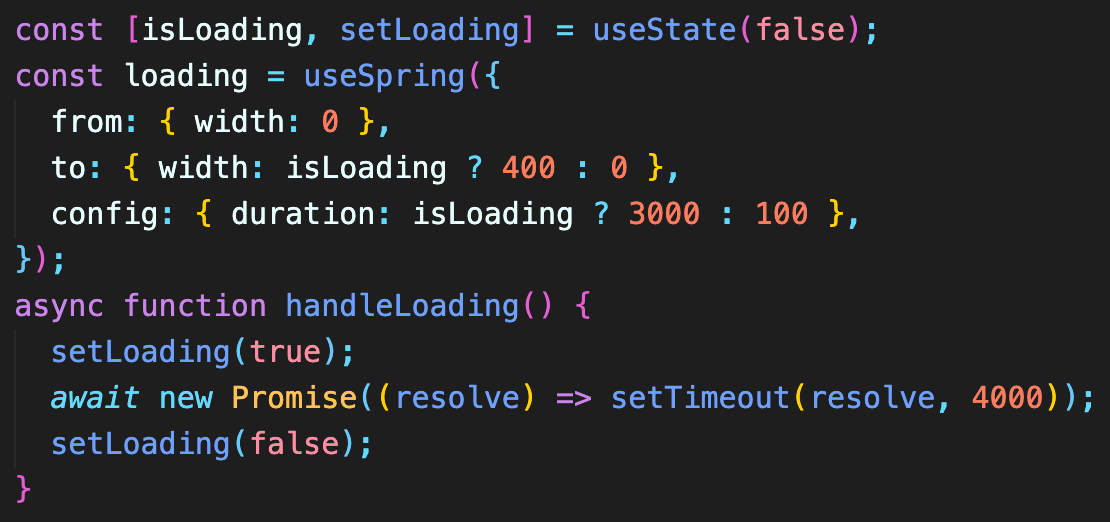 const [isLoading, setLoading] = useState(false);
const loading = useSpring({
  from: { width: 0 },
  to: { width: isLoading ? 400 : 0 },
  config: { duration: isLoading ? 3000 : 100 },
});
async function handleLoading() {
  setLoading(true);
  await new Promise((resolve) => setTimeout(resolve, 4000));
  setLoading(false);
}